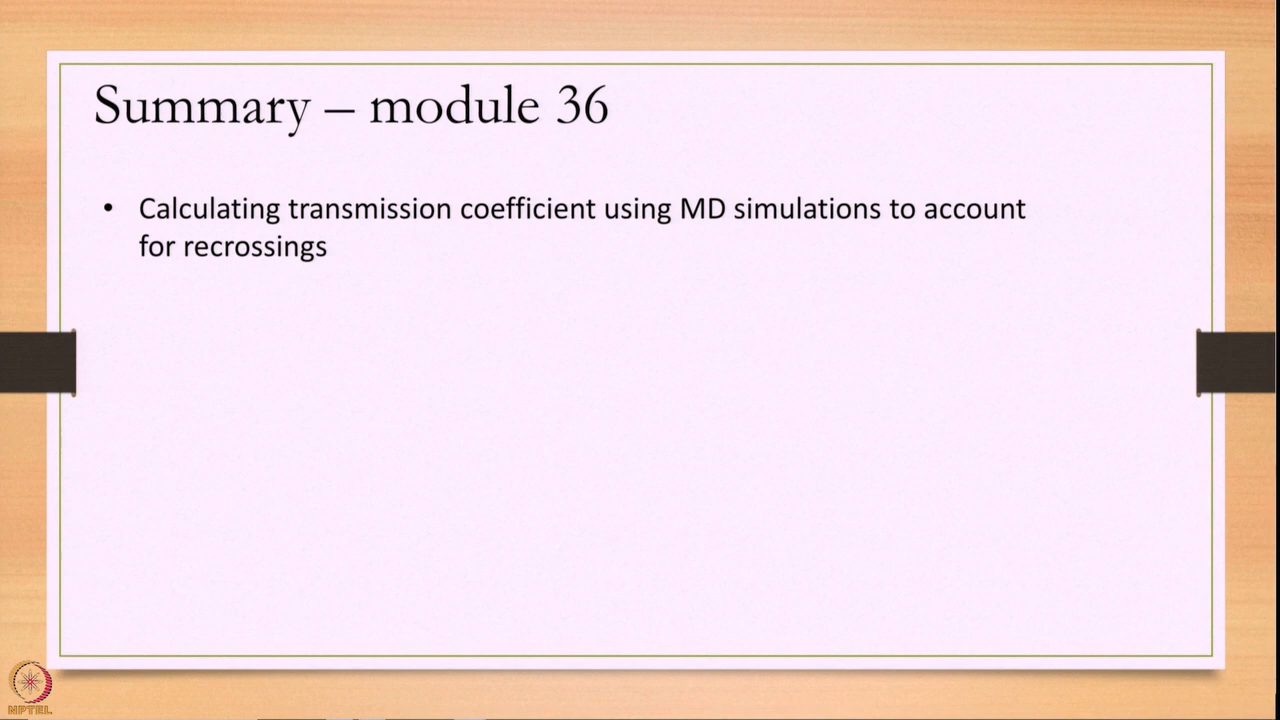 Summary – module 36
• Calculating transmission coefficient using MD simulations to account
for recrossings
NPTEL